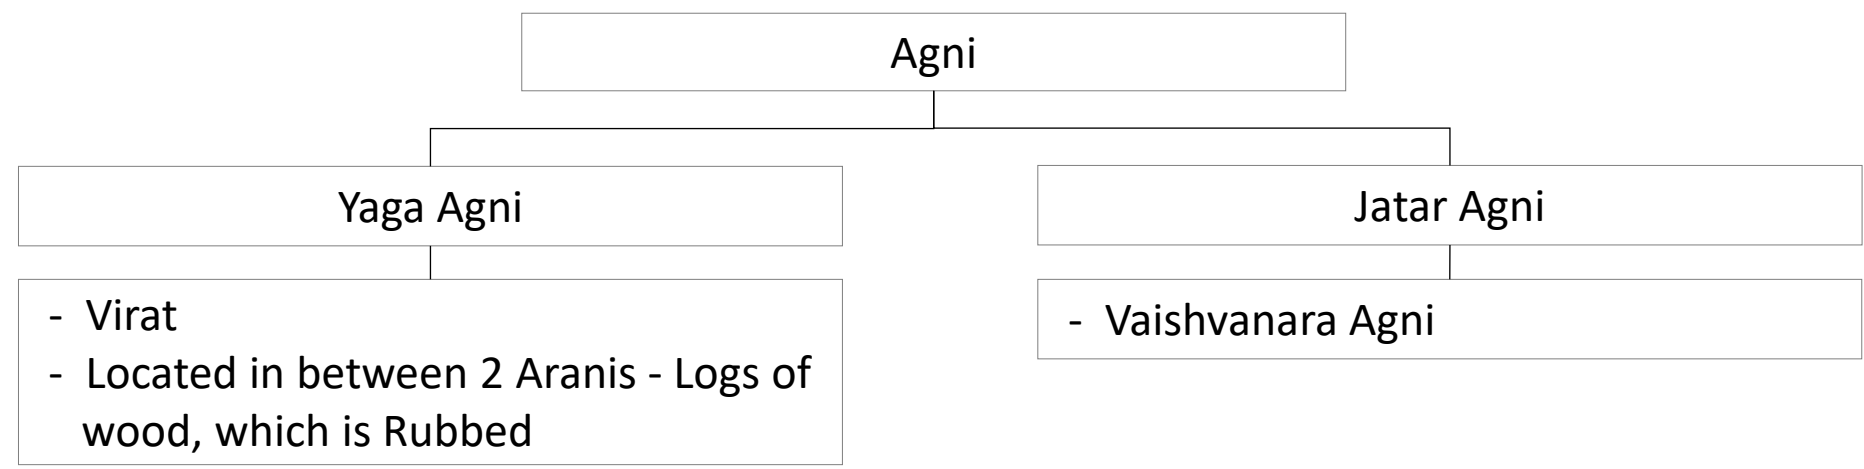 Agni
Yaga Agni
Jatar Agni
- Virat
- Located in between 2 Aranis - Logs of
wood, which is Rubbed
- Vaishvanara Agni